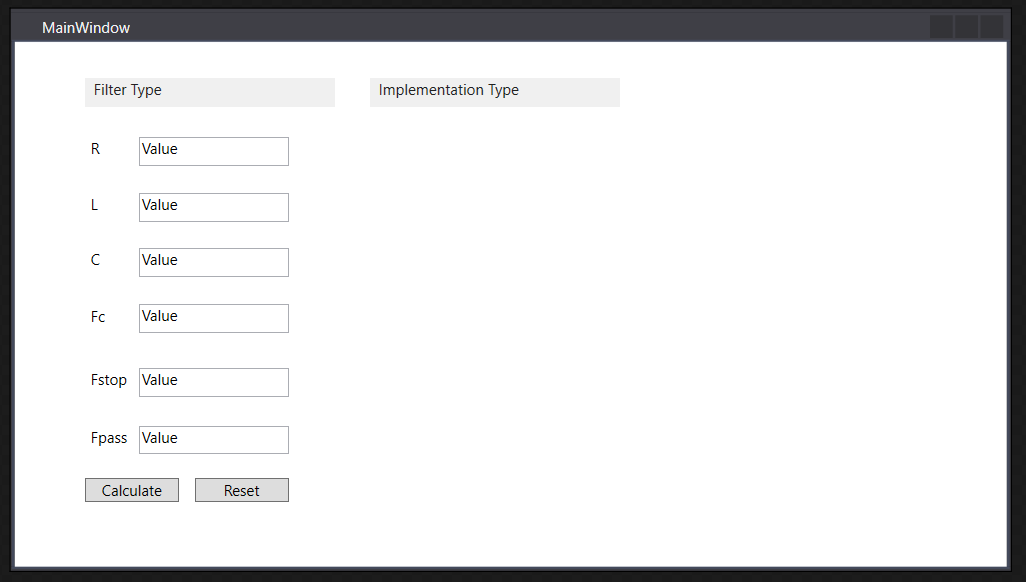 MainWindow
Filter Type
Implementation Type
R
Value
L
Value
C
Value
Fc
Value
Fstop
Value
Fpass
Value
Calculate
Reset